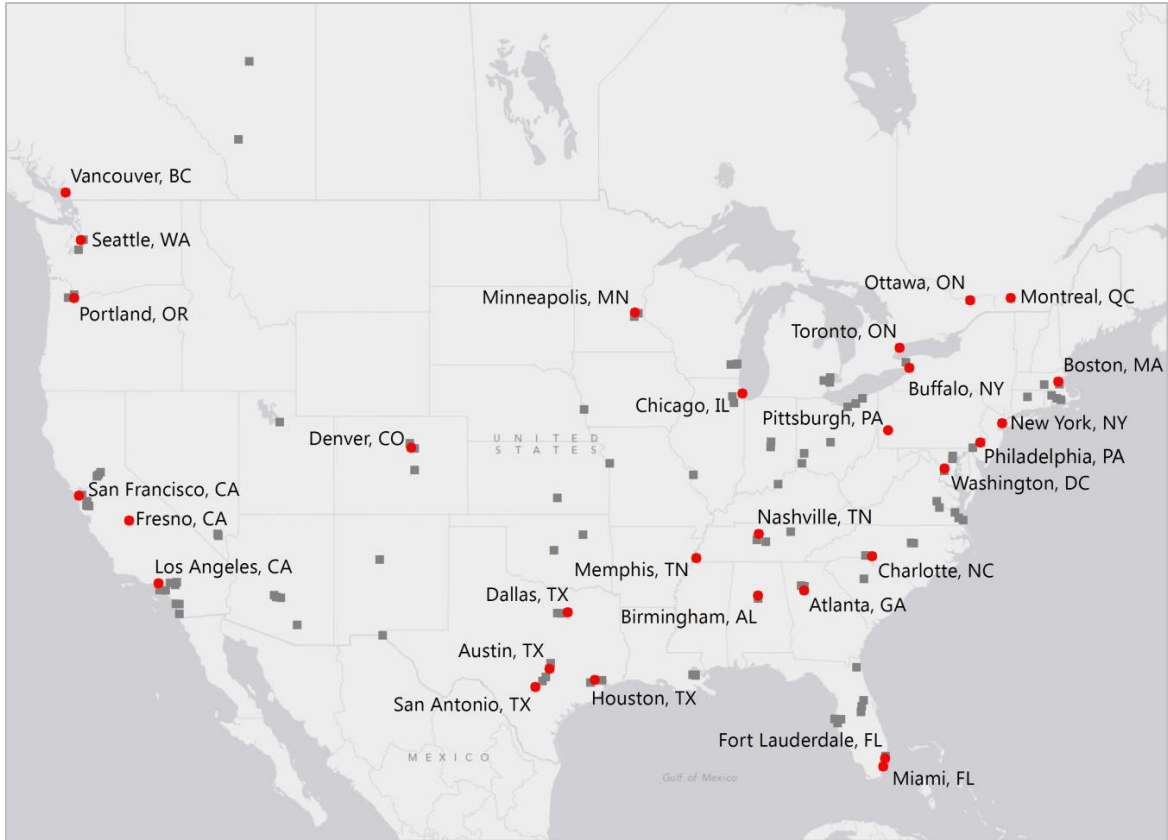 Vancouver, BC
Seattle, WA
Portland, OR
Minneapolis, MN
Ottawa, ON
Montreal, QC
Toronto, ON
Boston, MA
Buffalo, NY
Chicago, IL
Pittsburgh, PA
New York, NY
Denver, CO
UNITED
STATES
Philadelphia, PA
Washington, DC
San Francisco, CA
Fresno, CA
Nashville, TN
Los Angeles, CA
Memphis, TN
Charlotte, NC
Dallas, TX
Birmingham, AL
Atlanta, GA
Austin, TX
San Antonio, TX
Houston, TX
Fort Lauderdale, FL
MEXICO
Gulf of Mexico
Miami, FL